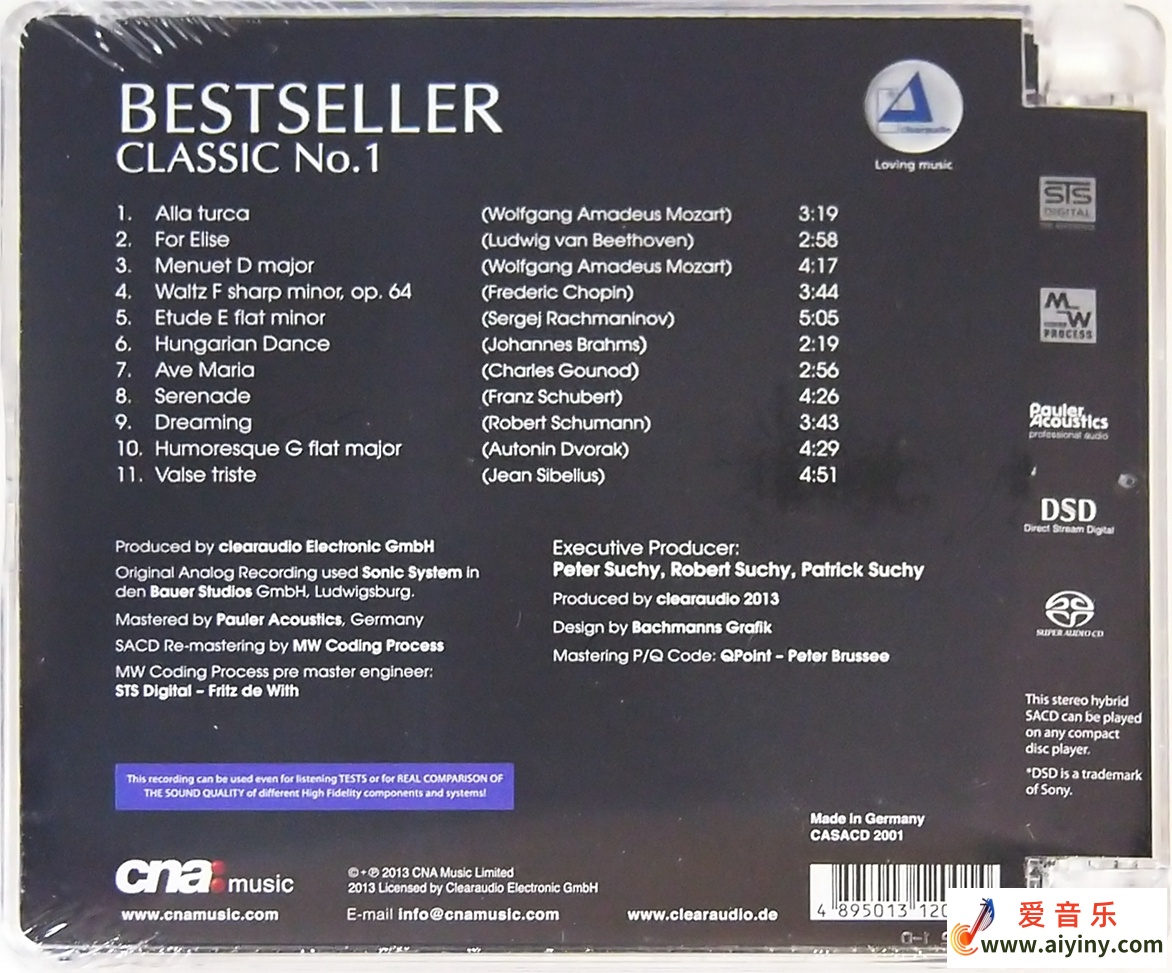 BESTSELLER
CLASSIC No.1
clearaudio
Loving music
1. Alla turca (Wolfgang Amadeus Mozart) 3:19
2. For Elise (Ludwig van Beethoven) 2:58
3. Menuet D major (Wolfgang Amadeus Mozart) 4:17
4. Waltz F sharp minor, op. 64 (Frederic Chopin) 3:44
5. Etude E flat minor (Sergej Rachmaninov) 5:05
6. Hungarian Dance (Johannes Brahms) 2:19
7. Ave Maria (Charles Gounod) 2:56
8. Serenade (Franz Schubert) 4:26
9. Dreaming (Robert Schumann) 3:43
10. Humoresque G flat major (Autonin Dvorak) 4:29
11. Valse triste (Jean Sibelius) 4:51
Produced by clearaudio Electronic GmbH
Original Analog Recording used Sonic System in
den Bauer Studios GmbH, Ludwigsburg.
Mastered by Pauler Acoustics, Germany
SACD Re-mastering by MW Coding Process
MW Coding Process pre master engineer:
STS Digital – Fritz de With
Executive Producer:
Peter Suchy, Robert Suchy, Patrick Suchy
Produced by clearaudio 2013
Design by Bachmanns Grafik
Mastering P/Q Code: QPoint – Peter Brussee
This recording can be used even for listening TESTS or for REAL COMPARISON OF
THE SOUND QUALITY of different High Fidelity components and systems!
STS
DIGITAL
MW
PROCESS
Pauler
Acoustics
professional audio
DSD
Direct Stream Digital
SUPER AUDIO CD
This stereo hybrid
SACD can be played
on any compact
disc player.
*DSD is a trademark
of Sony.
Made in Germany
CASACD 2001
cna: music
www.cnamusic.com
© + ℗ 2013 CNA Music Limited
2013 Licensed by Clearaudio Electronic GmbH
E-mail info@cnamusic.com
www.clearaudio.de
4 895013 120
爱音乐
www.aiyiny.com